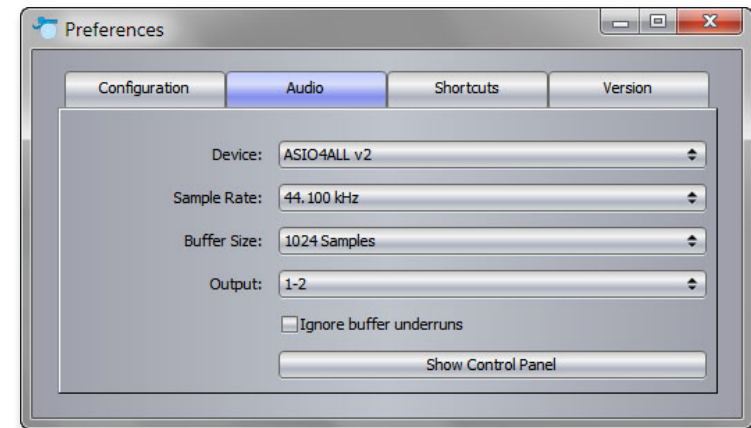 Preferences
Configuration Audio Shortcuts Version
Device: ASIO4ALL v2
Sample Rate: 44.100 kHz
Buffer Size: 1024 Samples
Output: 1-2
Ignore buffer underruns
Show Control Panel